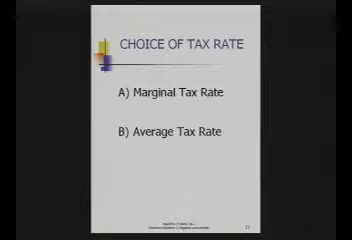 CHOICE OF TAX RATE
A) Marginal Tax Rate
B) Average Tax Rate